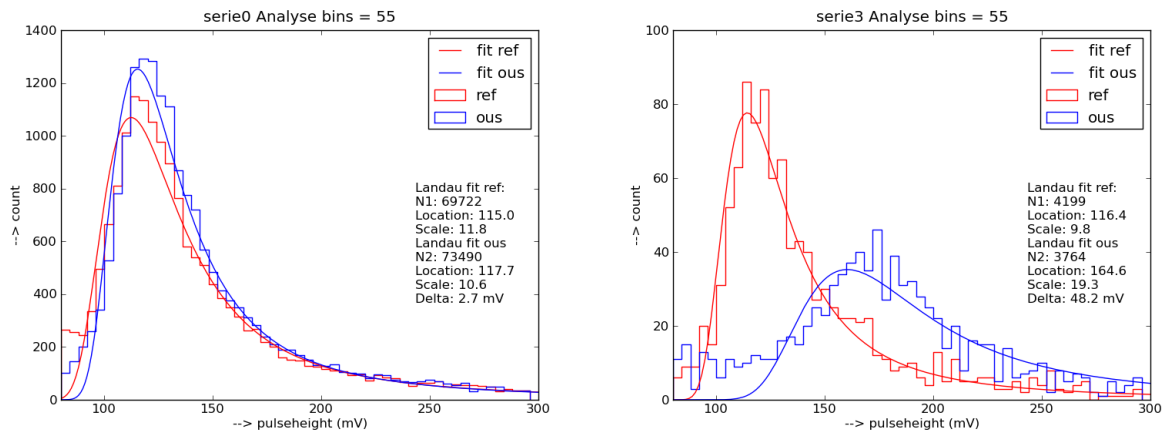 serie0 Analyse bins = 55
1400
1200
1000
800
600
400
200
0
--> count
fit ref
fit ous
ref
ous
Landau fit ref:
N1: 69722
Location: 115.0
Scale: 11.8
Landau fit ous
N2: 73490
Location: 117.7
Scale: 10.6
Delta: 2.7 mV
100
150
200
250
300
--> pulseheight (mV)
serie3 Analyse bins = 55
100
80
60
40
20
0
--> count
fit ref
fit ous
ref
ous
Landau fit ref:
N1: 4199
Location: 116.4
Scale: 9.8
Landau fit ous
N2: 3764
Location: 164.6
Scale: 19.3
Delta: 48.2 mV
100
150
200
250
300
--> pulseheight (mV)